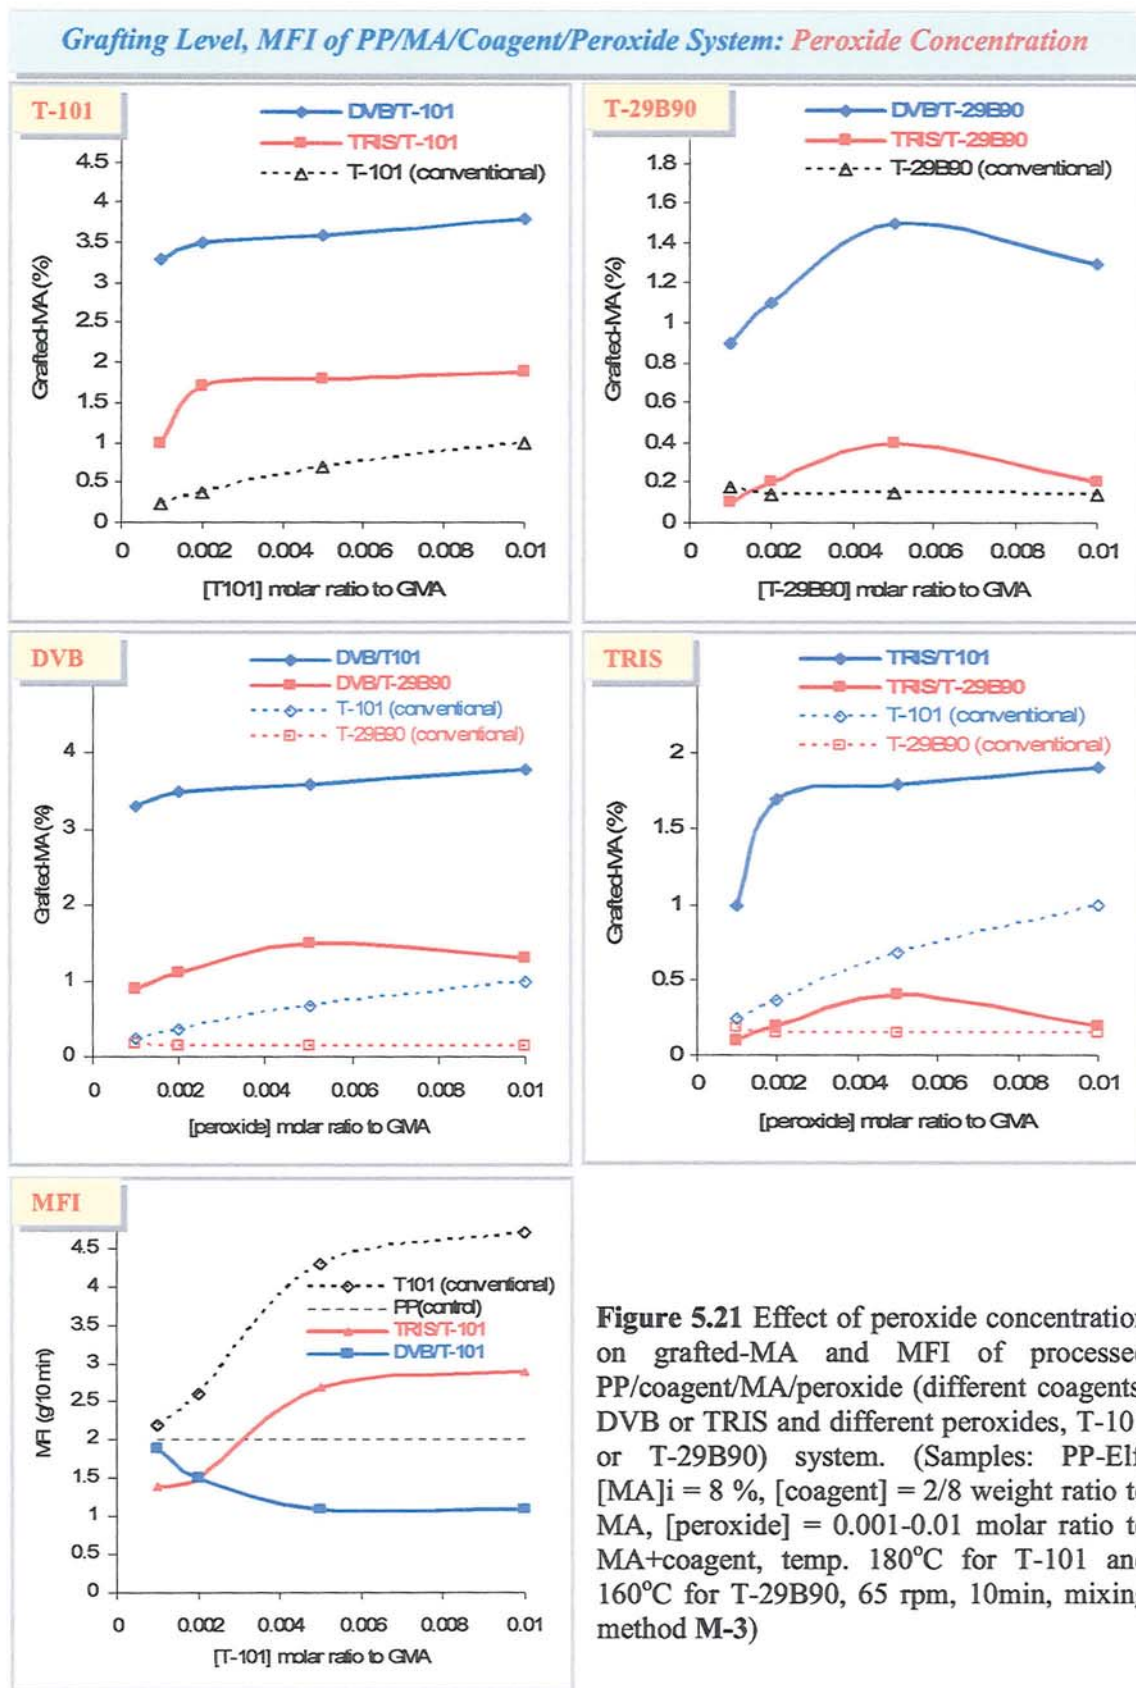 Grafting Level, MFI of PP/MA/Coagent/Peroxide System: Peroxide Concentration
T-101
DVB/T-101
TRIS/T-101
T-101 (conventional)
4.5
4
3.5
3
2.5
2
1.5
1
0.5
0
Grafted-MA (%)
0 0.002 0.004 0.006 0.008 0.01
[T101] molar ratio to GMA
T-29B90
DVB/T-29B90
TRIS/T-29B90
T-29B90 (conventional)
1.8
1.6
1.4
1.2
1
0.8
0.6
0.4
0.2
0
Grafted-MA (%)
0 0.002 0.004 0.006 0.008 0.01
[T-29B90] molar ratio to GMA
DVB
DVB/T101
DVB/T-29B90
T-101 (conventional)
T-29B90 (conventional)
4
3
2
1
0
Grafted-MA (%)
0 0.002 0.004 0.006 0.008 0.01
[peroxide] molar ratio to GMA
TRIS
TRIS/T101
TRIS/T-29B90
T-101 (conventional)
T-29B90 (conventional)
2
1.5
1
0.5
0
Grafted-MA (%)
0 0.002 0.004 0.006 0.008 0.01
[peroxide] molar ratio to GMA
MFI
4.5
4
3.5
3
2.5
2
1.5
1
0.5
0
MFI (g/10 min)
T101 (conventional)
PP(control)
TRIS/T-101
DVB/T-101
0 0.002 0.004 0.006 0.008 0.01
[T-101] molar ratio to GMA
Figure 5.21 Effect of peroxide concentration
on grafted-MA and MFI of processe
PP/coagent/MA/peroxide (different coagents
DVB or TRIS and different peroxides, T-10
or T-29B90) system. (Samples: PP-Elf
[MA]i = 8 %, [coagent] = 2/8 weight ratio t
MA, [peroxide] = 0.001-0.01 molar ratio t
MA+coagent, temp. 180°C for T-101 an
160°C for T-29B90, 65 rpm, 10min, mixing
method M-3)